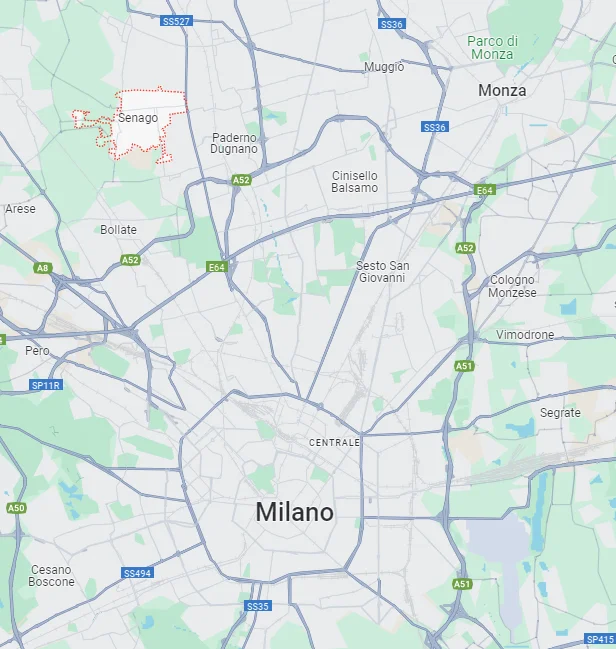 SS527
SS36
Parco di
Monza
Muggiò
Monza
Senago
SS36
Paderno
Dugnano
A52
Cinisello
Balsamo
E64
Arese
Bollate
A52
A8
A52
E64
Sesto San
Giovanni
Cologno
Monzese
Vimodrone
Pero
A51
SP11R
Segrate
CENTRALE
A50
Milano
Cesano
Boscone
SS494
A51
SS35
SP415